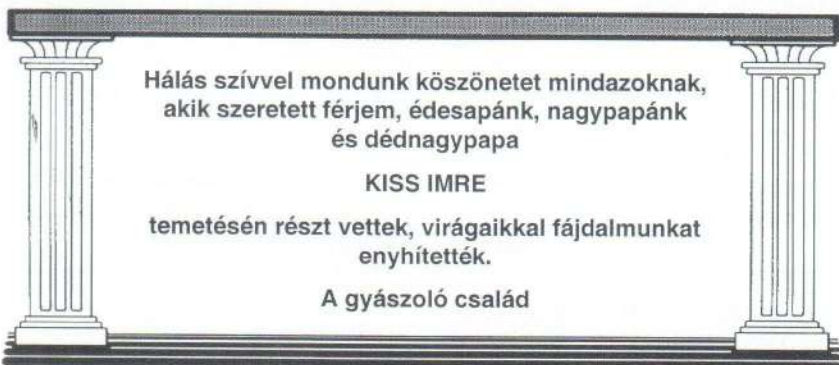 Hálás szívvel mondunk köszönetet mindazoknak,
akik szeretett férjem, édesapánk, nagypapánk
és dédnagypapa
KISS IMRE
temetésén részt vettek, virágaikkal fájdalmunkat
enyhítették.
A gyászoló család